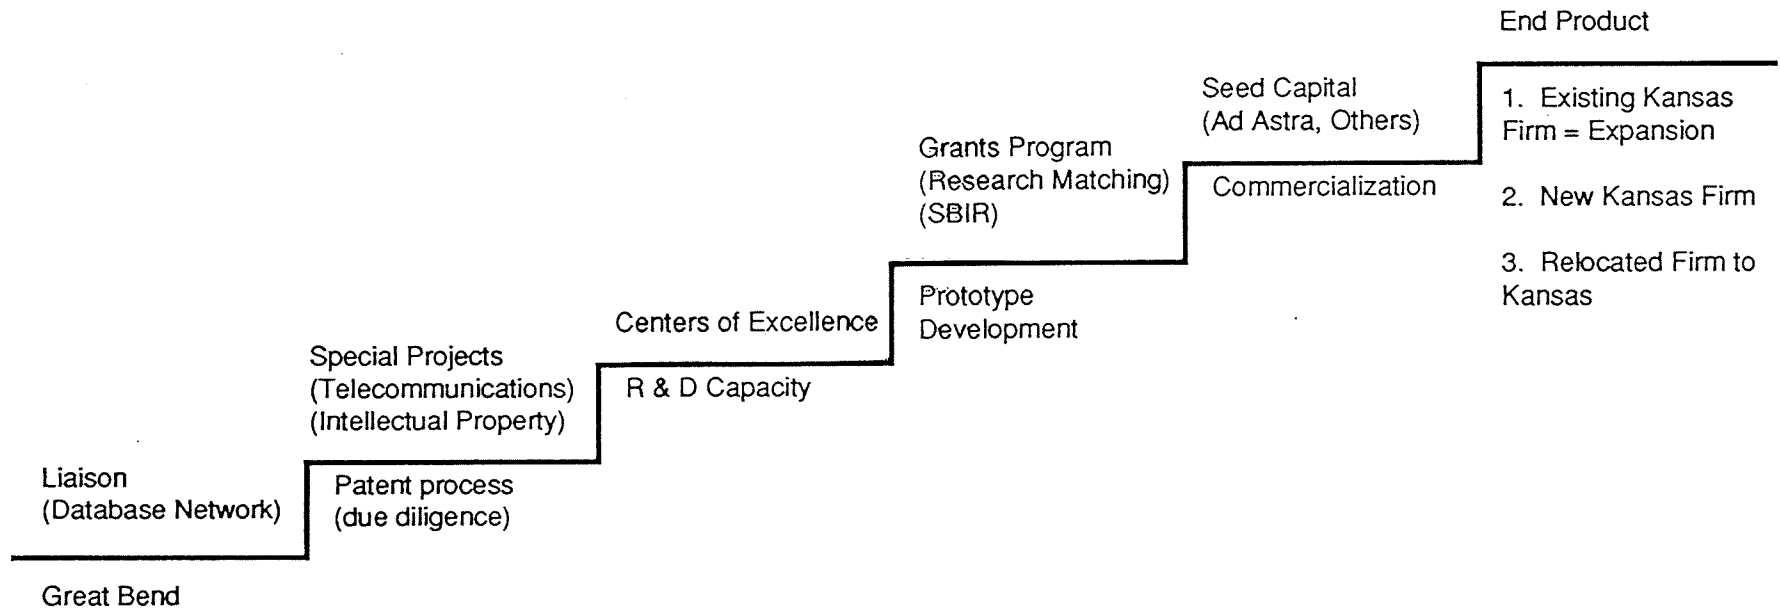 End Product
Seed Capital
(Ad Astra, Others)
1. Existing Kansas
Firm = Expansion
Grants Program
(Research Matching)
(SBIR)
Commercialization
2. New Kansas Firm
3. Relocated Firm to
Kansas
Centers of Excellence
Prototype
Development
Special Projects
(Telecommunications)
(Intellectual Property)
R & D Capacity
Liaison
(Database Network)
Patent process
(due diligence)
Great Bend